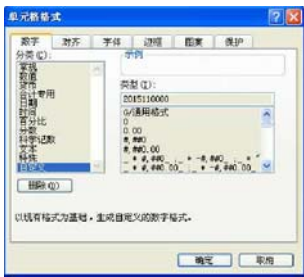 单元格格式
数字 对齐 字体 边框 图案 保护
分类(C):
常规
数值
货币
会计专用
日期
时间
百分比
分数
科学记数
文本
特殊
自定义
示例
类型(T):
2015110000
G/通用格式
0
0.00
#,##0
#,##0.00
删除(D)
以现有格式为基础，生成自定义的数字格式。
确定 取消